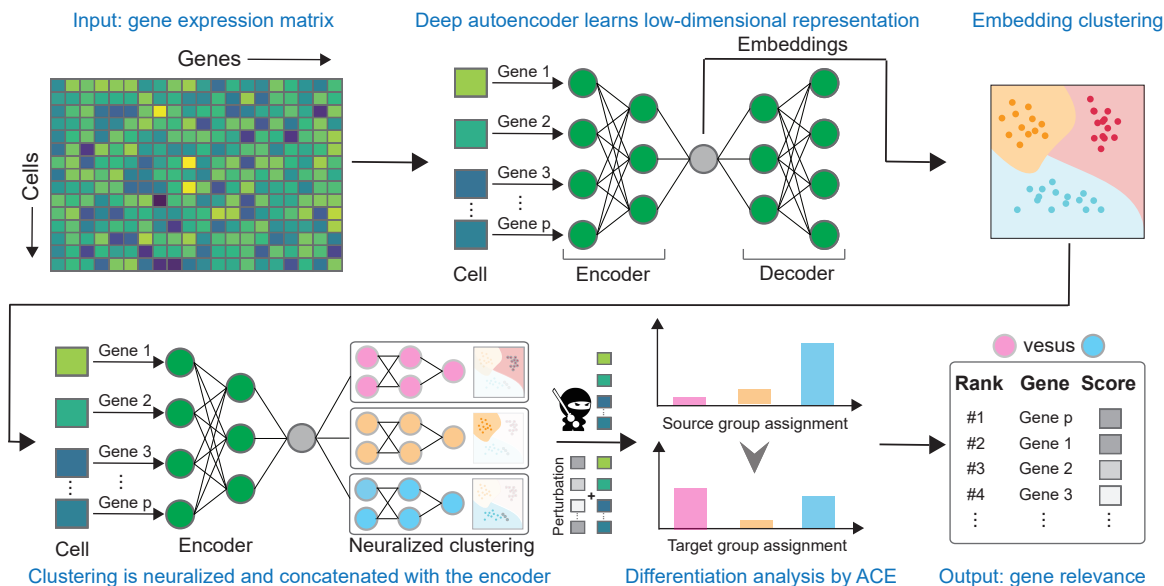 Input: gene expression matrix
Deep autoencoder learns low-dimensional representation
Embedding clustering
Genes
Cells
Embeddings
Gene 1
Gene 2
Gene 3
Gene p
Cell
Encoder
Decoder
Gene 1
Gene 2
Gene 3
Gene p
Cell
Encoder
Neuralized clustering
Perturbation
+
Source group assignment
Target group assignment
vesus
Rank Gene Score
#1 Gene p
#2 Gene 1
#3 Gene 2
#4 Gene 3
Clustering is neuralized and concatenated with the encoder
Differentiation analysis by ACE
Output: gene relevance